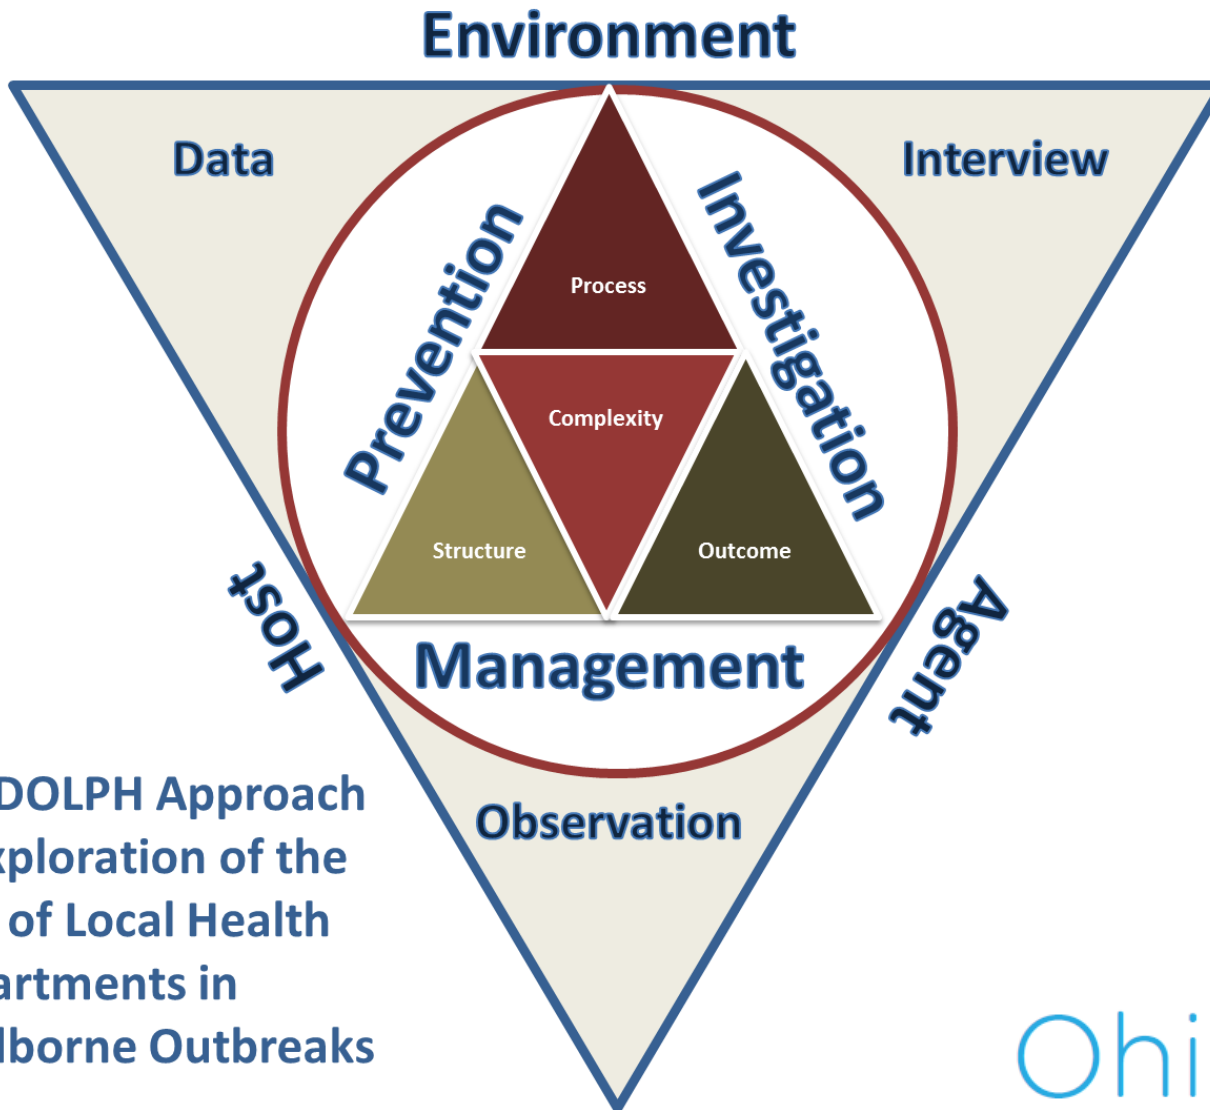 Environment
Data
Interview
Prevention
Investigation
Process
Complexity
Structure
Outcome
Host
Agent
Management
Observation
DOLPH Approach
xploration of the
of Local Health
artments in
lborne Outbreaks
Ohi